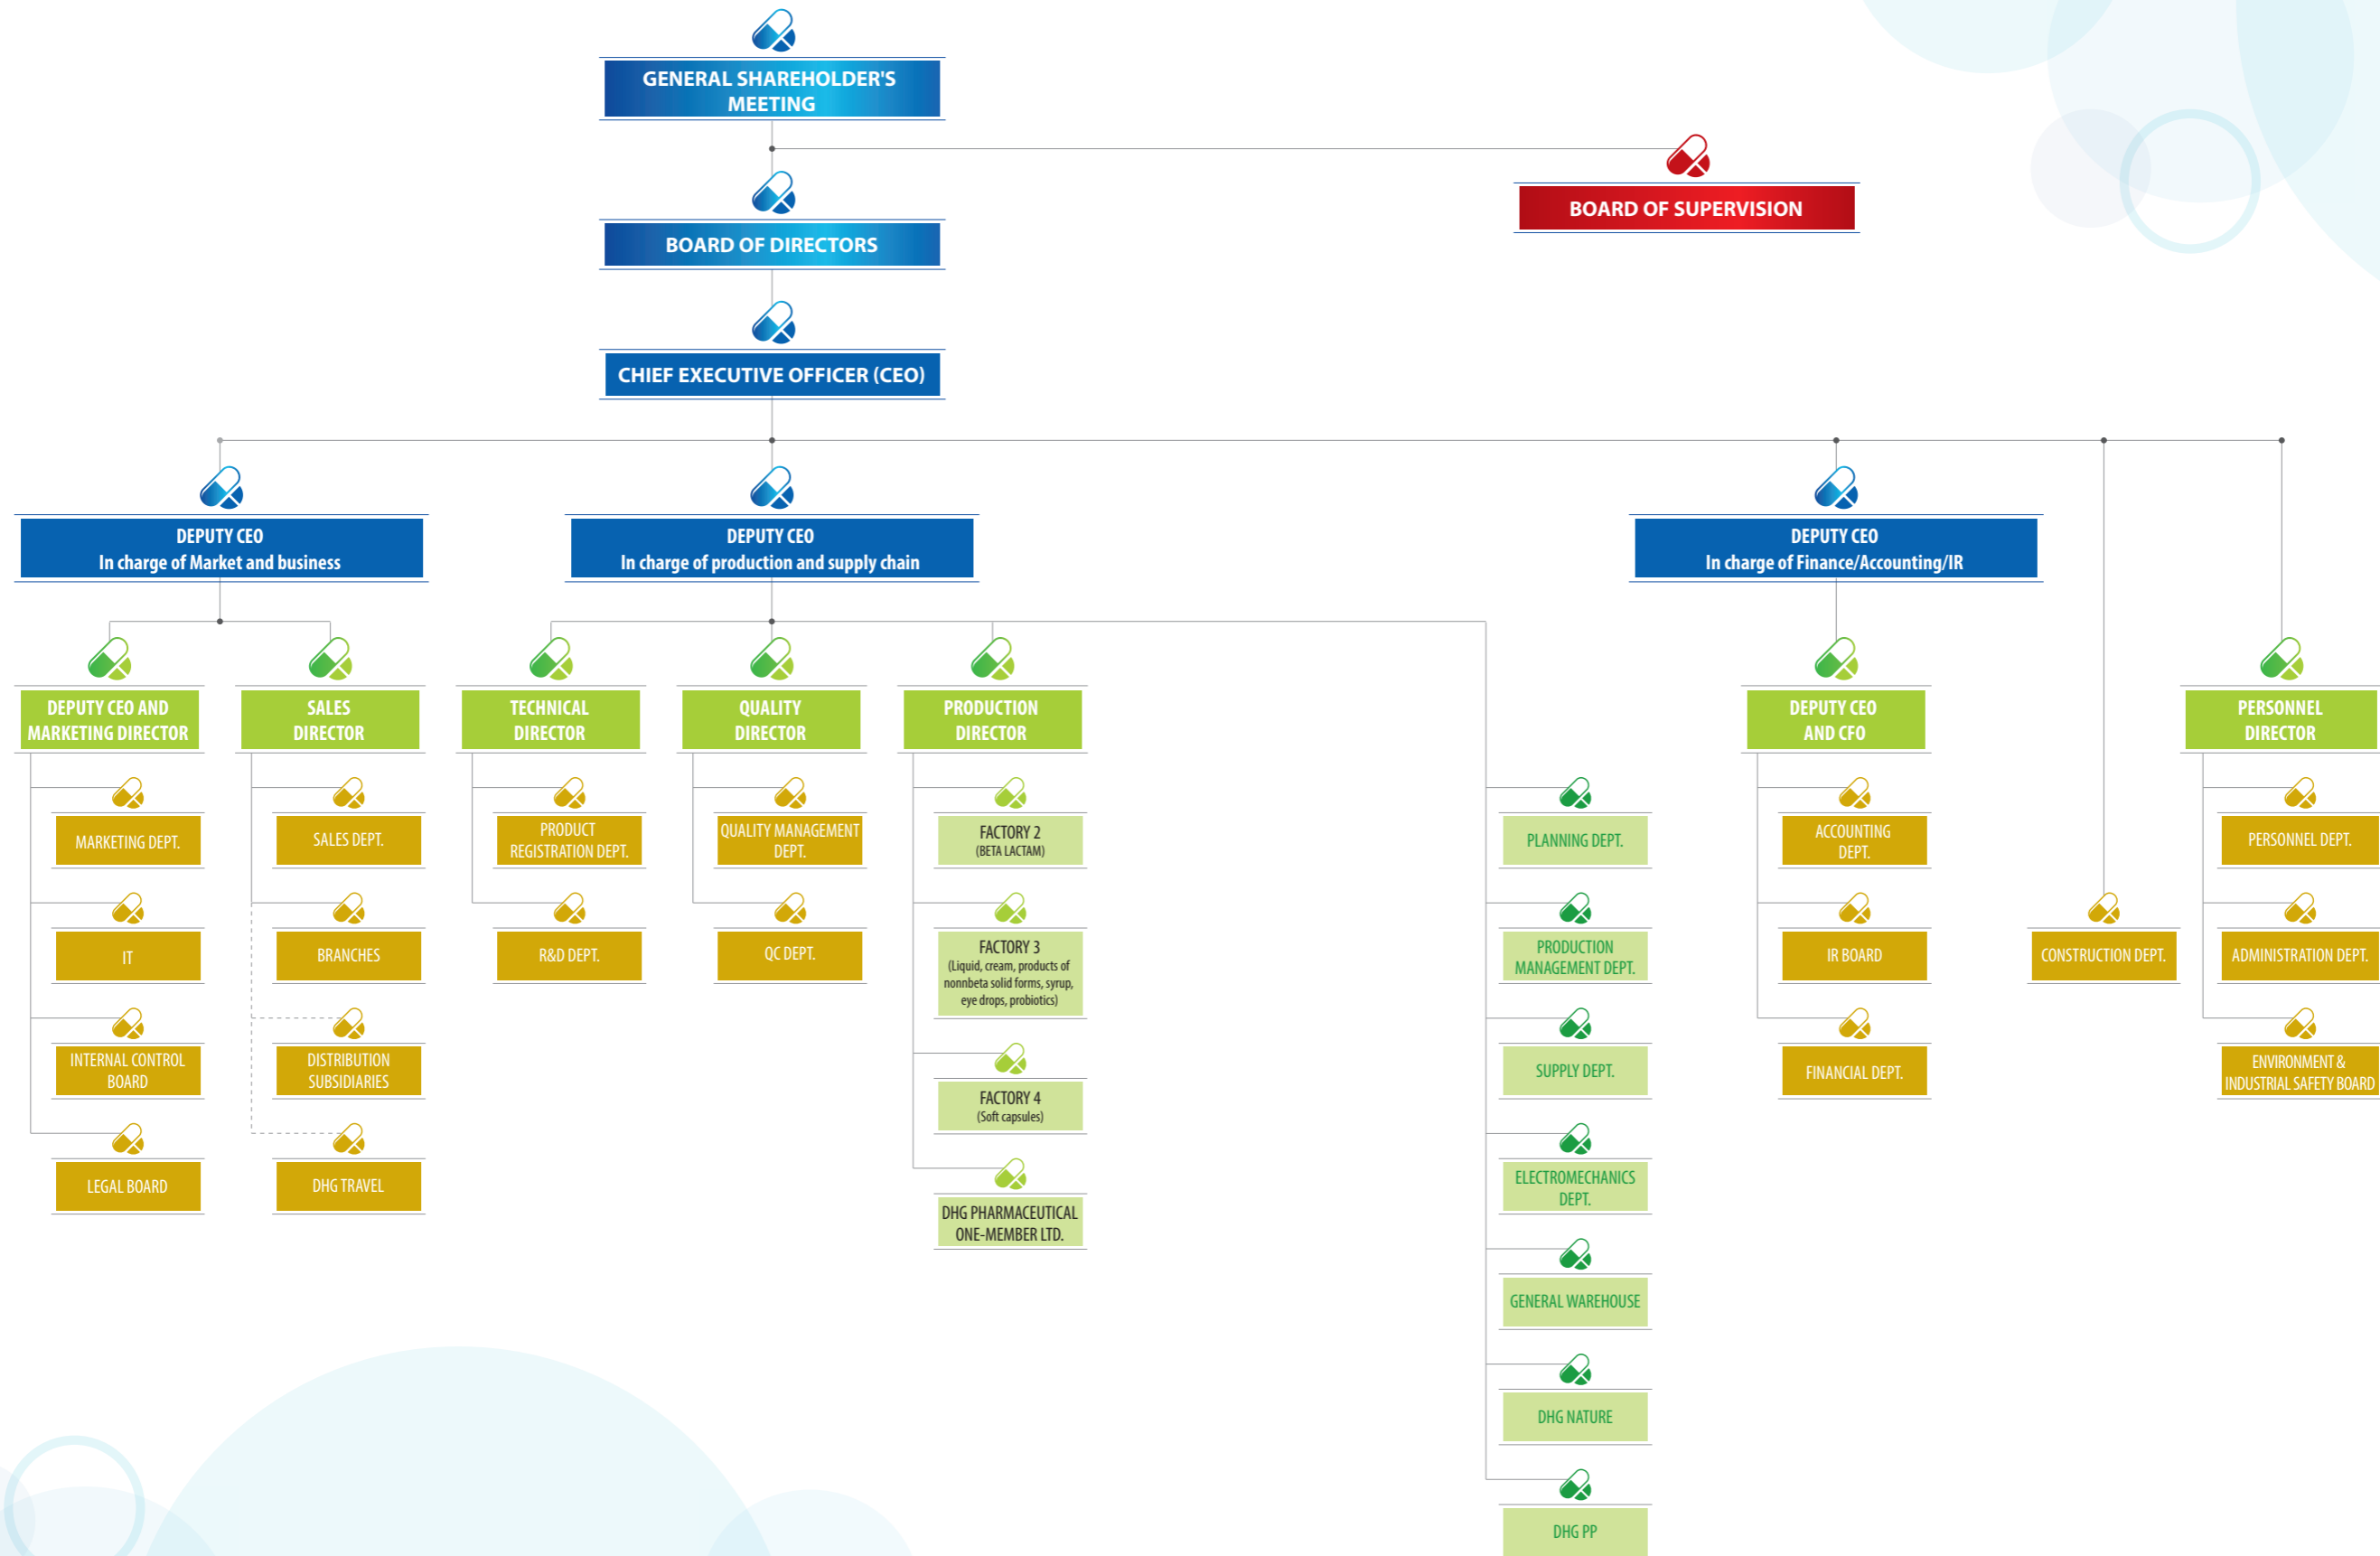 GENERAL SHAREHOLDER'S
MEETING
BOARD OF SUPERVISION
BOARD OF DIRECTORS
CHIEF EXECUTIVE OFFICER (CEO)
DEPUTY CEO
In charge of Market and business
DEPUTY CEO
In charge of production and supply chain
DEPUTY CEO
In charge of Finance/Accounting/IR
DEPUTY CEO AND
MARKETING DIRECTOR
SALES
DIRECTOR
TECHNICAL
DIRECTOR
QUALITY
DIRECTOR
PRODUCTION
DIRECTOR
DEPUTY CEO
AND CFO
PERSONNEL
DIRECTOR
MARKETING DEPT.
IT
INTERNAL CONTROL
BOARD
LEGAL BOARD
SALES DEPT.
BRANCHES
DISTRIBUTION
SUBSIDIARIES
DHG TRAVEL
PRODUCT
REGISTRATION DEPT.
R&D DEPT.
QUALITY MANAGEMENT
DEPT.
QC DEPT.
FACTORY 2
(BETA LACTAM)
FACTORY 3
(Liquid, cream, products of
nonnbeta solid forms, syrup,
eye drops, probiotics)
FACTORY 4
(Soft capsules)
DHG PHARMACEUTICAL
ONE-MEMBER LTD.
PLANNING DEPT.
PRODUCTION
MANAGEMENT DEPT.
SUPPLY DEPT.
ELECTROMECHANICS
DEPT.
GENERAL WAREHOUSE
DHG NATURE
DHG PP
ACCOUNTING
DEPT.
IR BOARD
FINANCIAL DEPT.
CONSTRUCTION DEPT.
PERSONNEL DEPT.
ADMINISTRATION DEPT.
ENVIRONMENT &
INDUSTRIAL SAFETY BOARD